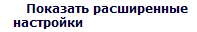 Показать расширенные
настройки